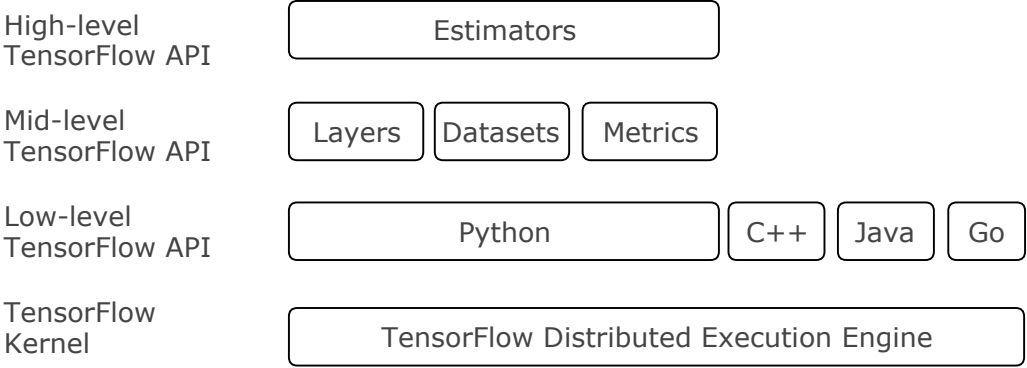 High-level
TensorFlow API
Estimators
Mid-level
TensorFlow API
Layers
Datasets
Metrics
Low-level
TensorFlow API
Python
C++
Java
Go
TensorFlow
Kernel
TensorFlow Distributed Execution Engine